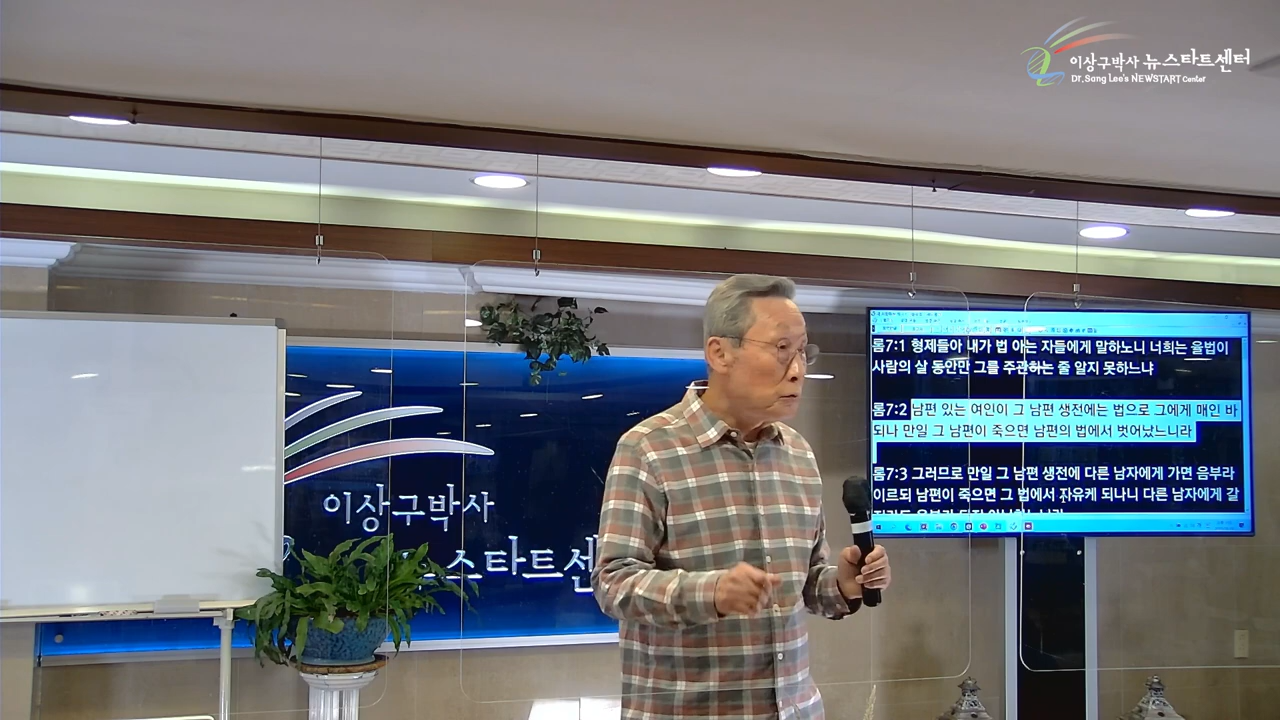 이상구박사 뉴스타트센터
Dr. Sang Lee's NEWSTART Center
이상구박사
스타트센
롬7:1 형제들아 내가 법 아는 자들에게 말하노니 너희는 율법이
사람의 살 동안만 그를 주관하는 줄 알지 못하느냐
롬7:2 남편 있는 여인이 그 남편 생전에는 법으로 그에게 매인 바
되나 만일 그 남편이 죽으면 남편의 법에서 벗어났느니라
롬7:3 그러므로 만일 그 남편 생전에 다른 남자에게 가면 음부라
이르되 남편이 죽으면 그 법에서 자유케 되나니 다른 남자에게 갈